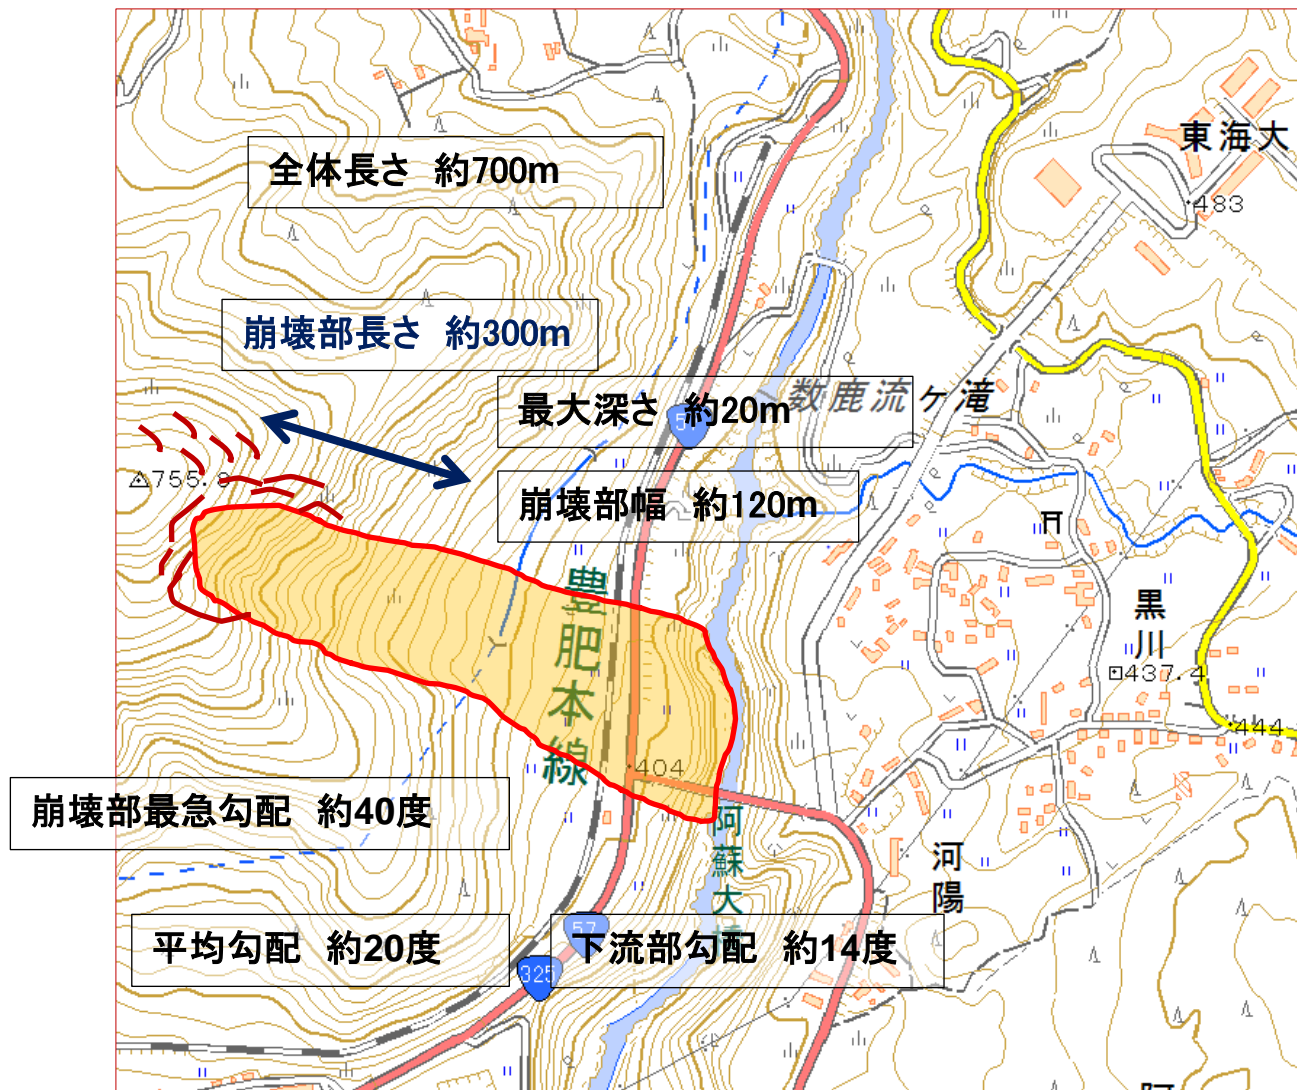 東海大
全体長さ 約700m
483
崩壊部長さ 約300m
最大深さ 約20m
数鹿流ヶ滝
755.
崩壊部幅 約120m
豊肥本線
黒川
437.4
444
404
崩壊部最急勾配 約40度
阿蘇大
河陽
平均勾配 約20度
57
下流部勾配 約14度
325